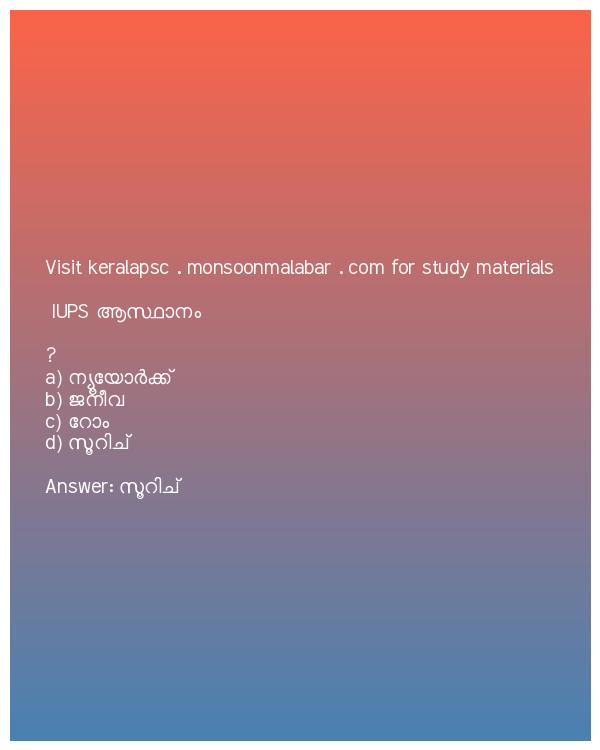 Visit keralapsc . monsoonmalabar . com for study materials
IUPS ആസ്ഥാനം
?
a) ന്യൂയോർക്ക്
b) ജനീവ
c) റോം
d) സൂറിച്
Answer: സൂറിച്